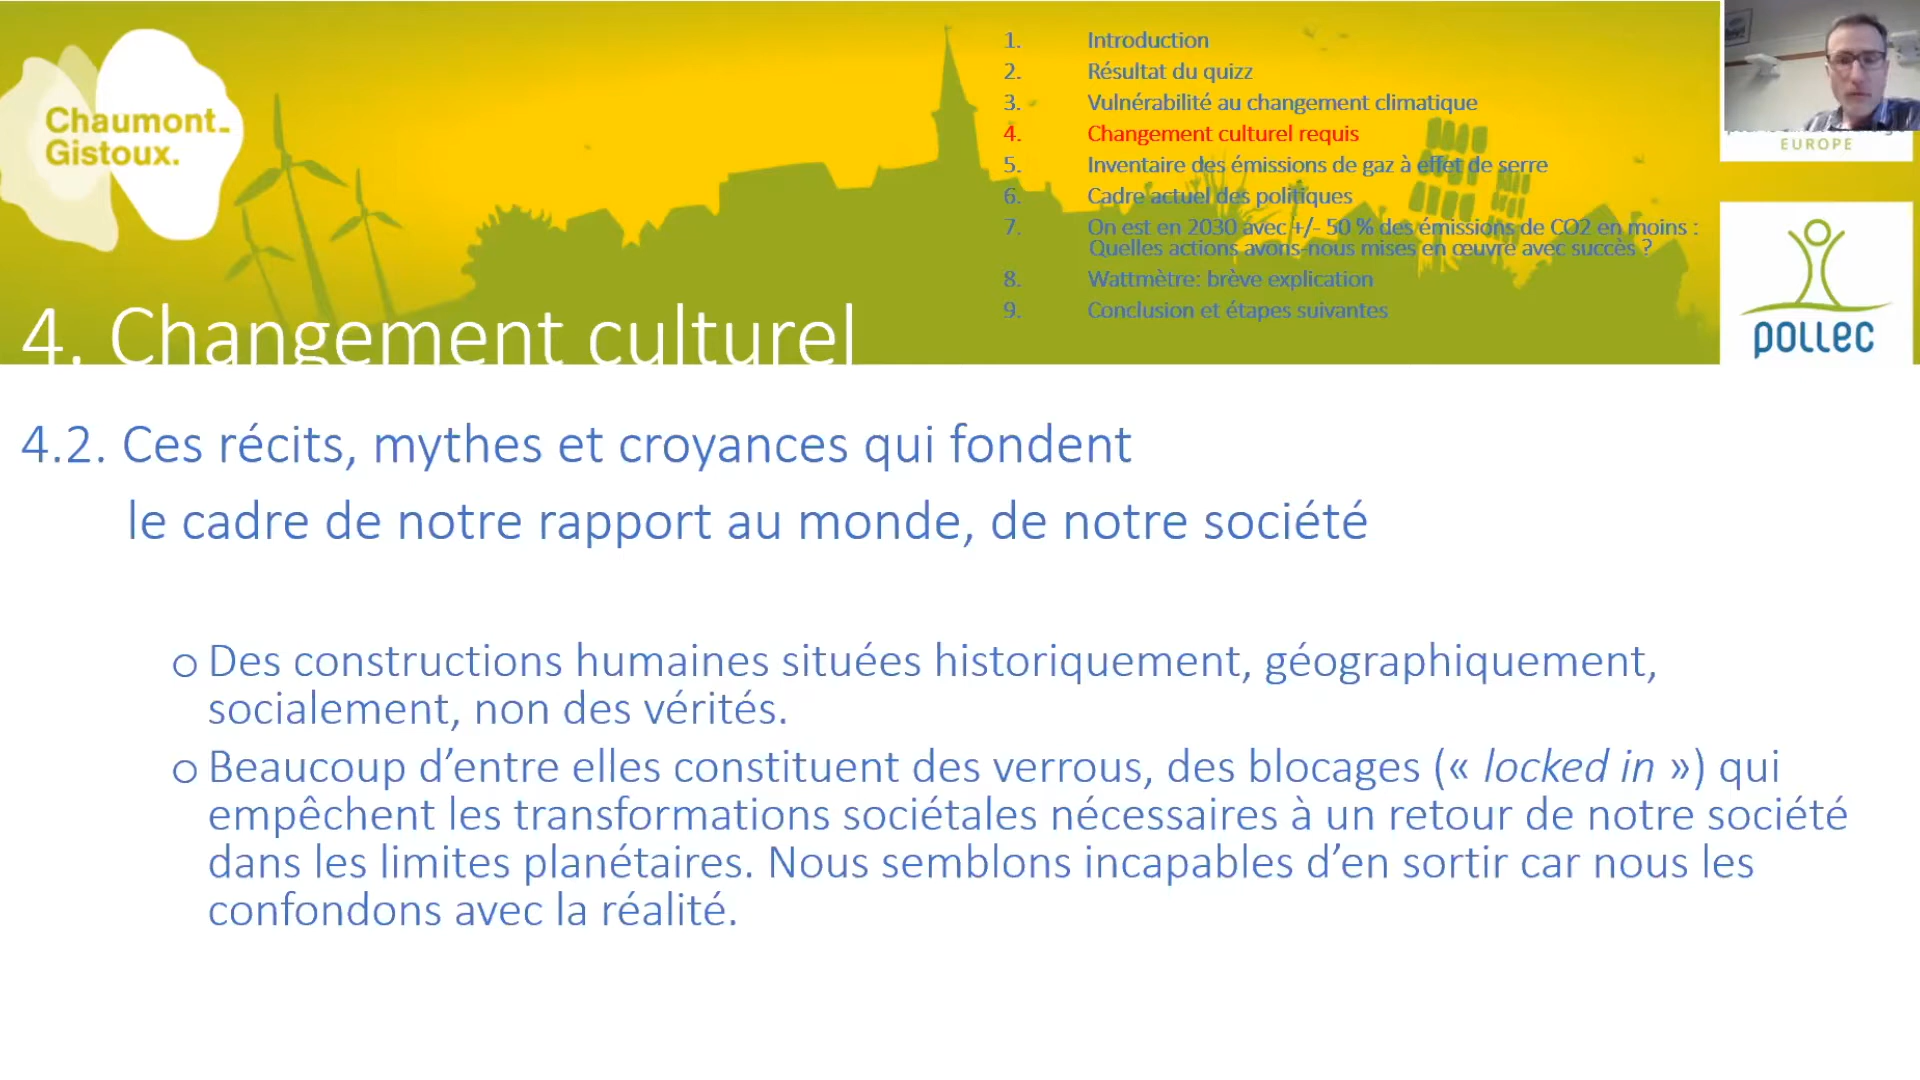 Chaumont-
Gistoux.
1. Introduction
2. Résultat du quizz
3. Vulnérabilité au changement climatique
4. Changement culturel requis
5. Inventaire des émissions de gaz à effet de serre
6. Cadre actuel des politiques
7. On est en 2030 avec +/- 50 % des émissions de CO2 en moins :
Quelles actions avons-nous mises en œuvre avec succès ?
8. Wattmètre: brève explication
9. Conclusion et étapes suivantes
EUROPE
pollec
4. Changement culturel
4.2. Ces récits, mythes et croyances qui fondent
le cadre de notre rapport au monde, de notre société
o Des constructions humaines situées historiquement, géographiquement,
socialement, non des vérités.
o Beaucoup d’entre elles constituent des verrous, des blocages (« locked in ») qui
empêchent les transformations sociétales nécessaires à un retour de notre société
dans les limites planétaires. Nous semblons incapables d’en sortir car nous les
confondons avec la réalité.